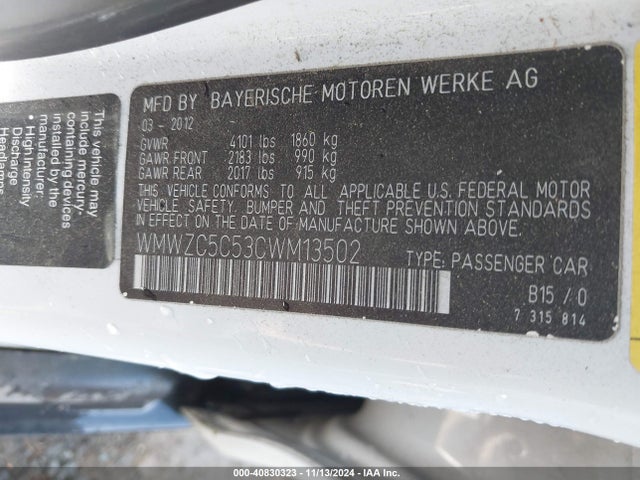 This vehicle may
include mercury-
containing devices
installed by the
manufacturer:
• High Intensity
Discharge
Headlamps
MFD BY BAYERISCHE MOTOREN WERKE AG
03 - 2012 -
GVWR 4101 lbs 1860 kg
GAWR FRONT 2183 lbs 990 kg
GAWR REAR 2017 lbs 915 kg
THIS VEHICLE CONFORMS TO ALL APPLICABLE U.S. FEDERAL MOTOR
VEHICLE SAFETY, BUMPER AND THEFT PREVENTION STANDARDS
IN EFFECT ON THE DATE OF MANUFACTURE SHOWN ABOVE.
WMWZC5C53CWM13502 TYPE: PASSENGER CAR
B15 / 0
7 315 814
000-40830323 - 11/13/2024 - IAA Inc.